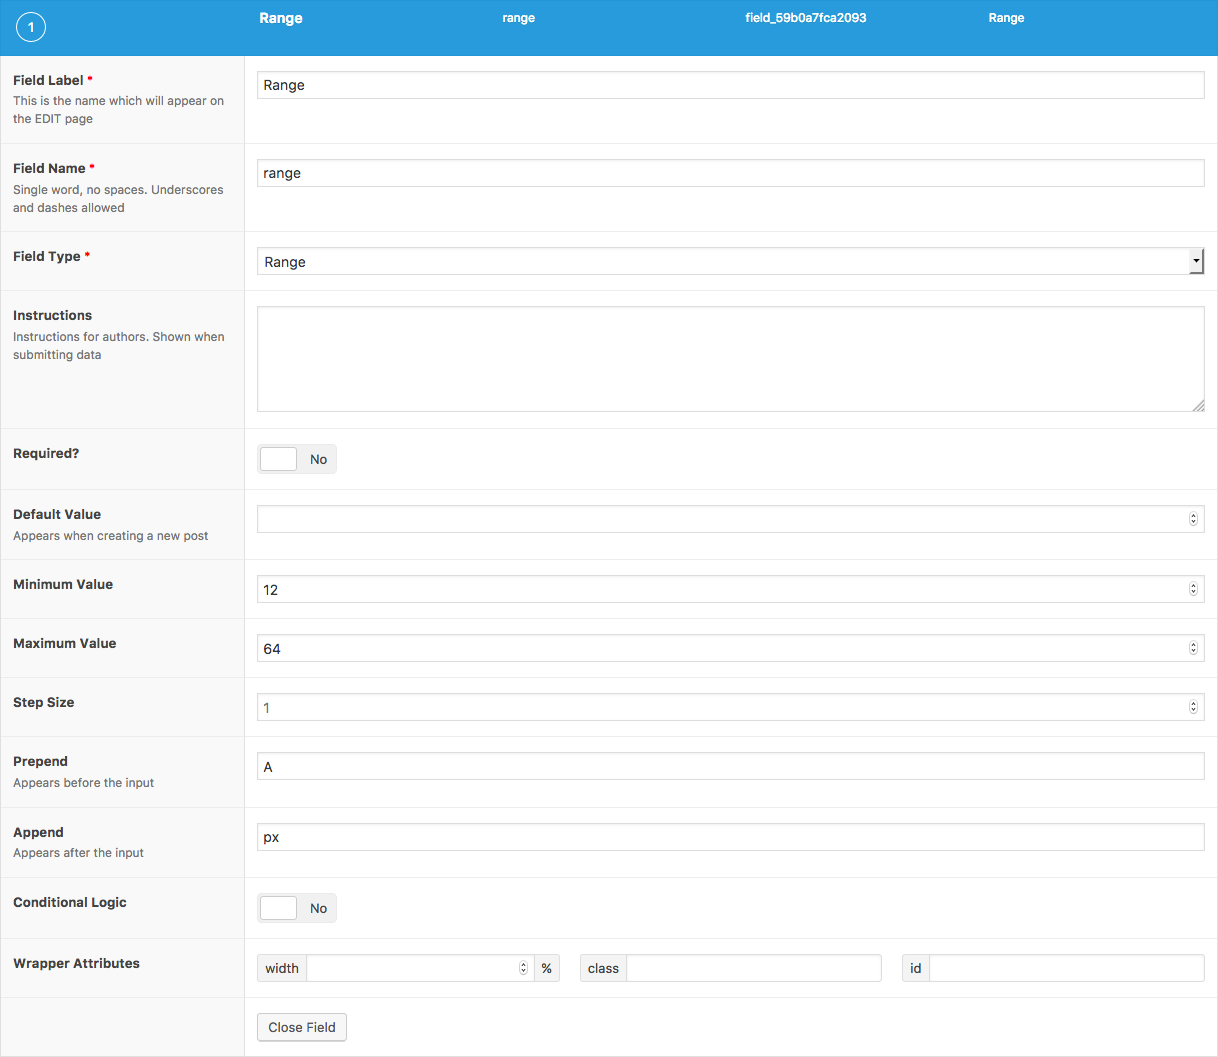 1 Range range field_59b0a7fca2093 Range
Field Label *
This is the name which will appear on
the EDIT page
Range
Field Name *
Single word, no spaces. Underscores
and dashes allowed
range
Field Type *
Range
Instructions
Instructions for authors. Shown when
submitting data
Required?
No
Default Value
Appears when creating a new post
Minimum Value
12
Maximum Value
64
Step Size
1
Prepend
Appears before the input
A
Append
Appears after the input
px
Conditional Logic
No
Wrapper Attributes
width % class id
Close Field